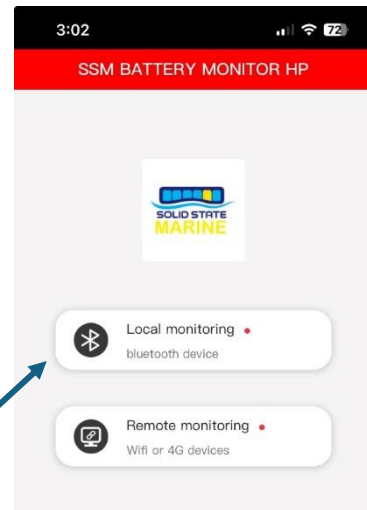 3:02
72
SSM BATTERY MONITOR HP
SOLID STATE
MARINE
Local monitoring
bluetooth device
Remote monitoring
Wifi or 4G devices